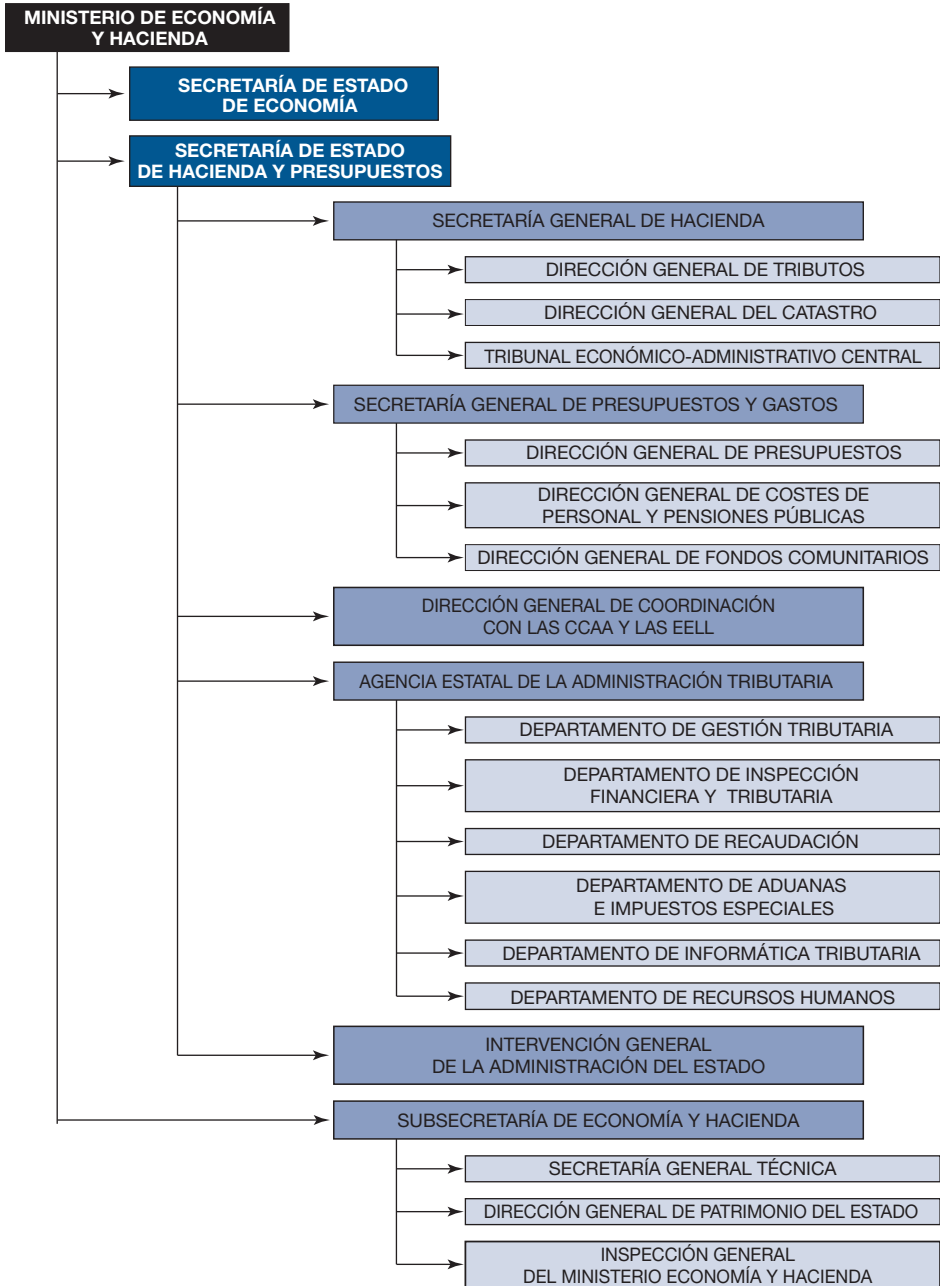 MINISTERIO DE ECONOMÍA
Y HACIENDA
SECRETARÍA DE ESTADO
DE ECONOMÍA
SECRETARÍA DE ESTADO
DE HACIENDA Y PRESUPUESTOS
SECRETARÍA GENERAL DE HACIENDA
DIRECCIÓN GENERAL DE TRIBUTOS
DIRECCIÓN GENERAL DEL CATASTRO
TRIBUNAL ECONÓMICO-ADMINISTRATIVO CENTRAL
SECRETARÍA GENERAL DE PRESUPUESTOS Y GASTOS
DIRECCIÓN GENERAL DE PRESUPUESTOS
DIRECCIÓN GENERAL DE COSTES DE
PERSONAL Y PENSIONES PÚBLICAS
DIRECCIÓN GENERAL DE FONDOS COMUNITARIOS
DIRECCIÓN GENERAL DE COORDINACIÓN
CON LAS CCAA Y LAS EELL
AGENCIA ESTATAL DE LA ADMINISTRACIÓN TRIBUTARIA
DEPARTAMENTO DE GESTIÓN TRIBUTARIA
DEPARTAMENTO DE INSPECCIÓN
FINANCIERA Y TRIBUTARIA
DEPARTAMENTO DE RECAUDACIÓN
DEPARTAMENTO DE ADUANAS
E IMPUESTOS ESPECIALES
DEPARTAMENTO DE INFORMÁTICA TRIBUTARIA
DEPARTAMENTO DE RECURSOS HUMANOS
INTERVENCIÓN GENERAL
DE LA ADMINISTRACIÓN DEL ESTADO
SUBSECRETARÍA DE ECONOMÍA Y HACIENDA
SECRETARÍA GENERAL TÉCNICA
DIRECCIÓN GENERAL DE PATRIMONIO DEL ESTADO
INSPECCIÓN GENERAL
DEL MINISTERIO ECONOMÍA Y HACIENDA